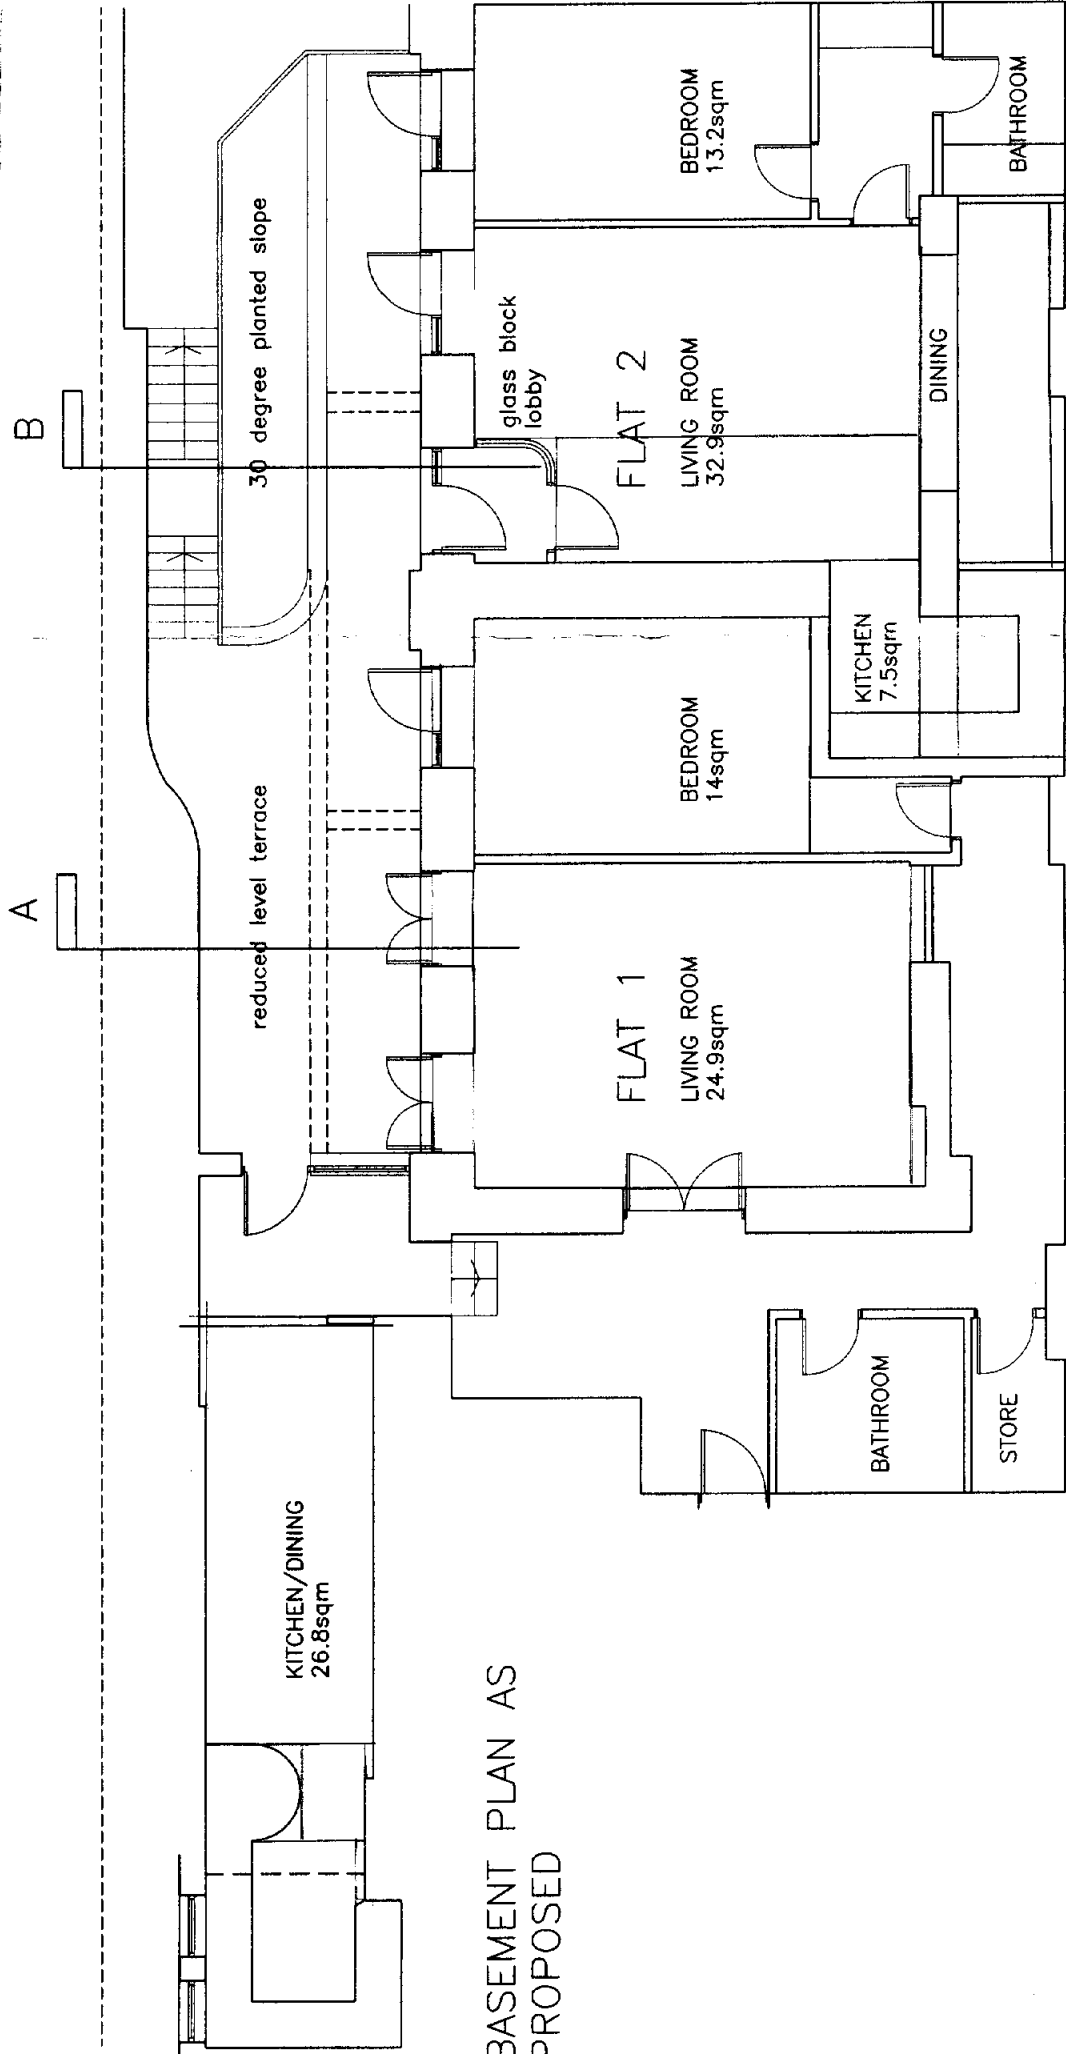 A
B
30 degree planted slope
reduced level terrace
glass block
lobby
KITCHEN/DINING
26.8sqm
FLAT 1
LIVING ROOM
24.9sqm
BEDROOM
14sqm
FLAT 2
LIVING ROOM
32.9sqm
BEDROOM
13.2sqm
KITCHEN
7.5sqm
DINING
BATHROOM
BATHROOM
STORE
BASEMENT PLAN AS
PROPOSED